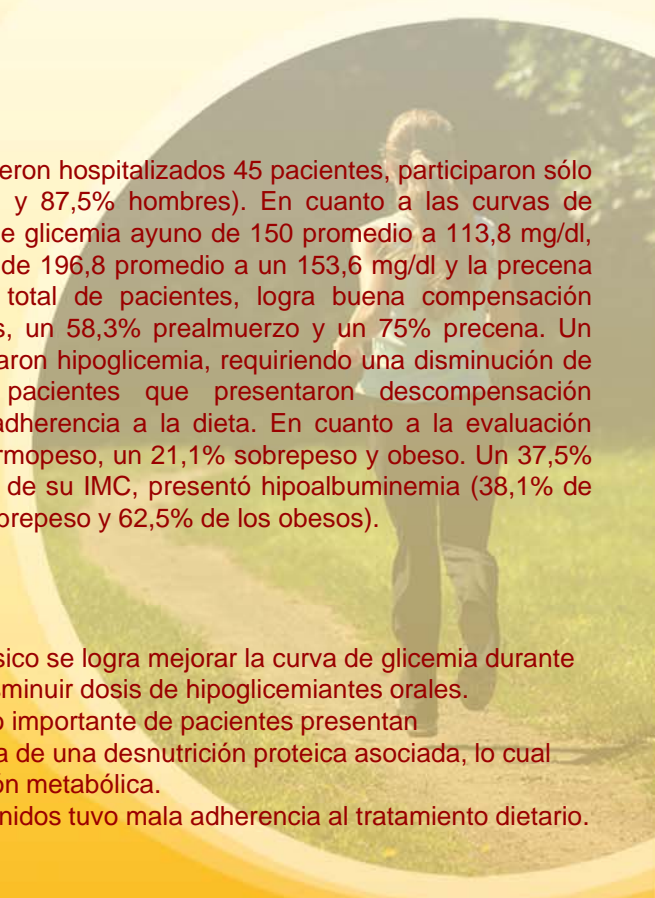 eron hospitalizados 45 pacientes, participaron sólo
y 87,5% hombres). En cuanto a las curvas de
e glicemia ayuno de 150 promedio a 113,8 mg/dl,
de 196,8 promedio a un 153,6 mg/dl y la precena
total de pacientes, logra buena compensación
s, un 58,3% prealmuerzo y un 75% precena. Un
aron hipoglicemia, requiriendo una disminución de
pacientes que presentaron descompensación
adherencia a la dieta. En cuanto a la evaluación
rmopeso, un 21,1% sobrepeso y obeso. Un 37,5%
de su IMC, presentó hipoalbuminemia (38,1% de
brepeso y 62,5% de los obesos).
sico se logra mejorar la curva de glicemia durante
sminuir dosis de hipoglicemiantes orales.
o importante de pacientes presentan
a de una desnutrición proteica asociada, lo cual
ón metabólica.
nidos tuvo mala adherencia al tratamiento dietario.